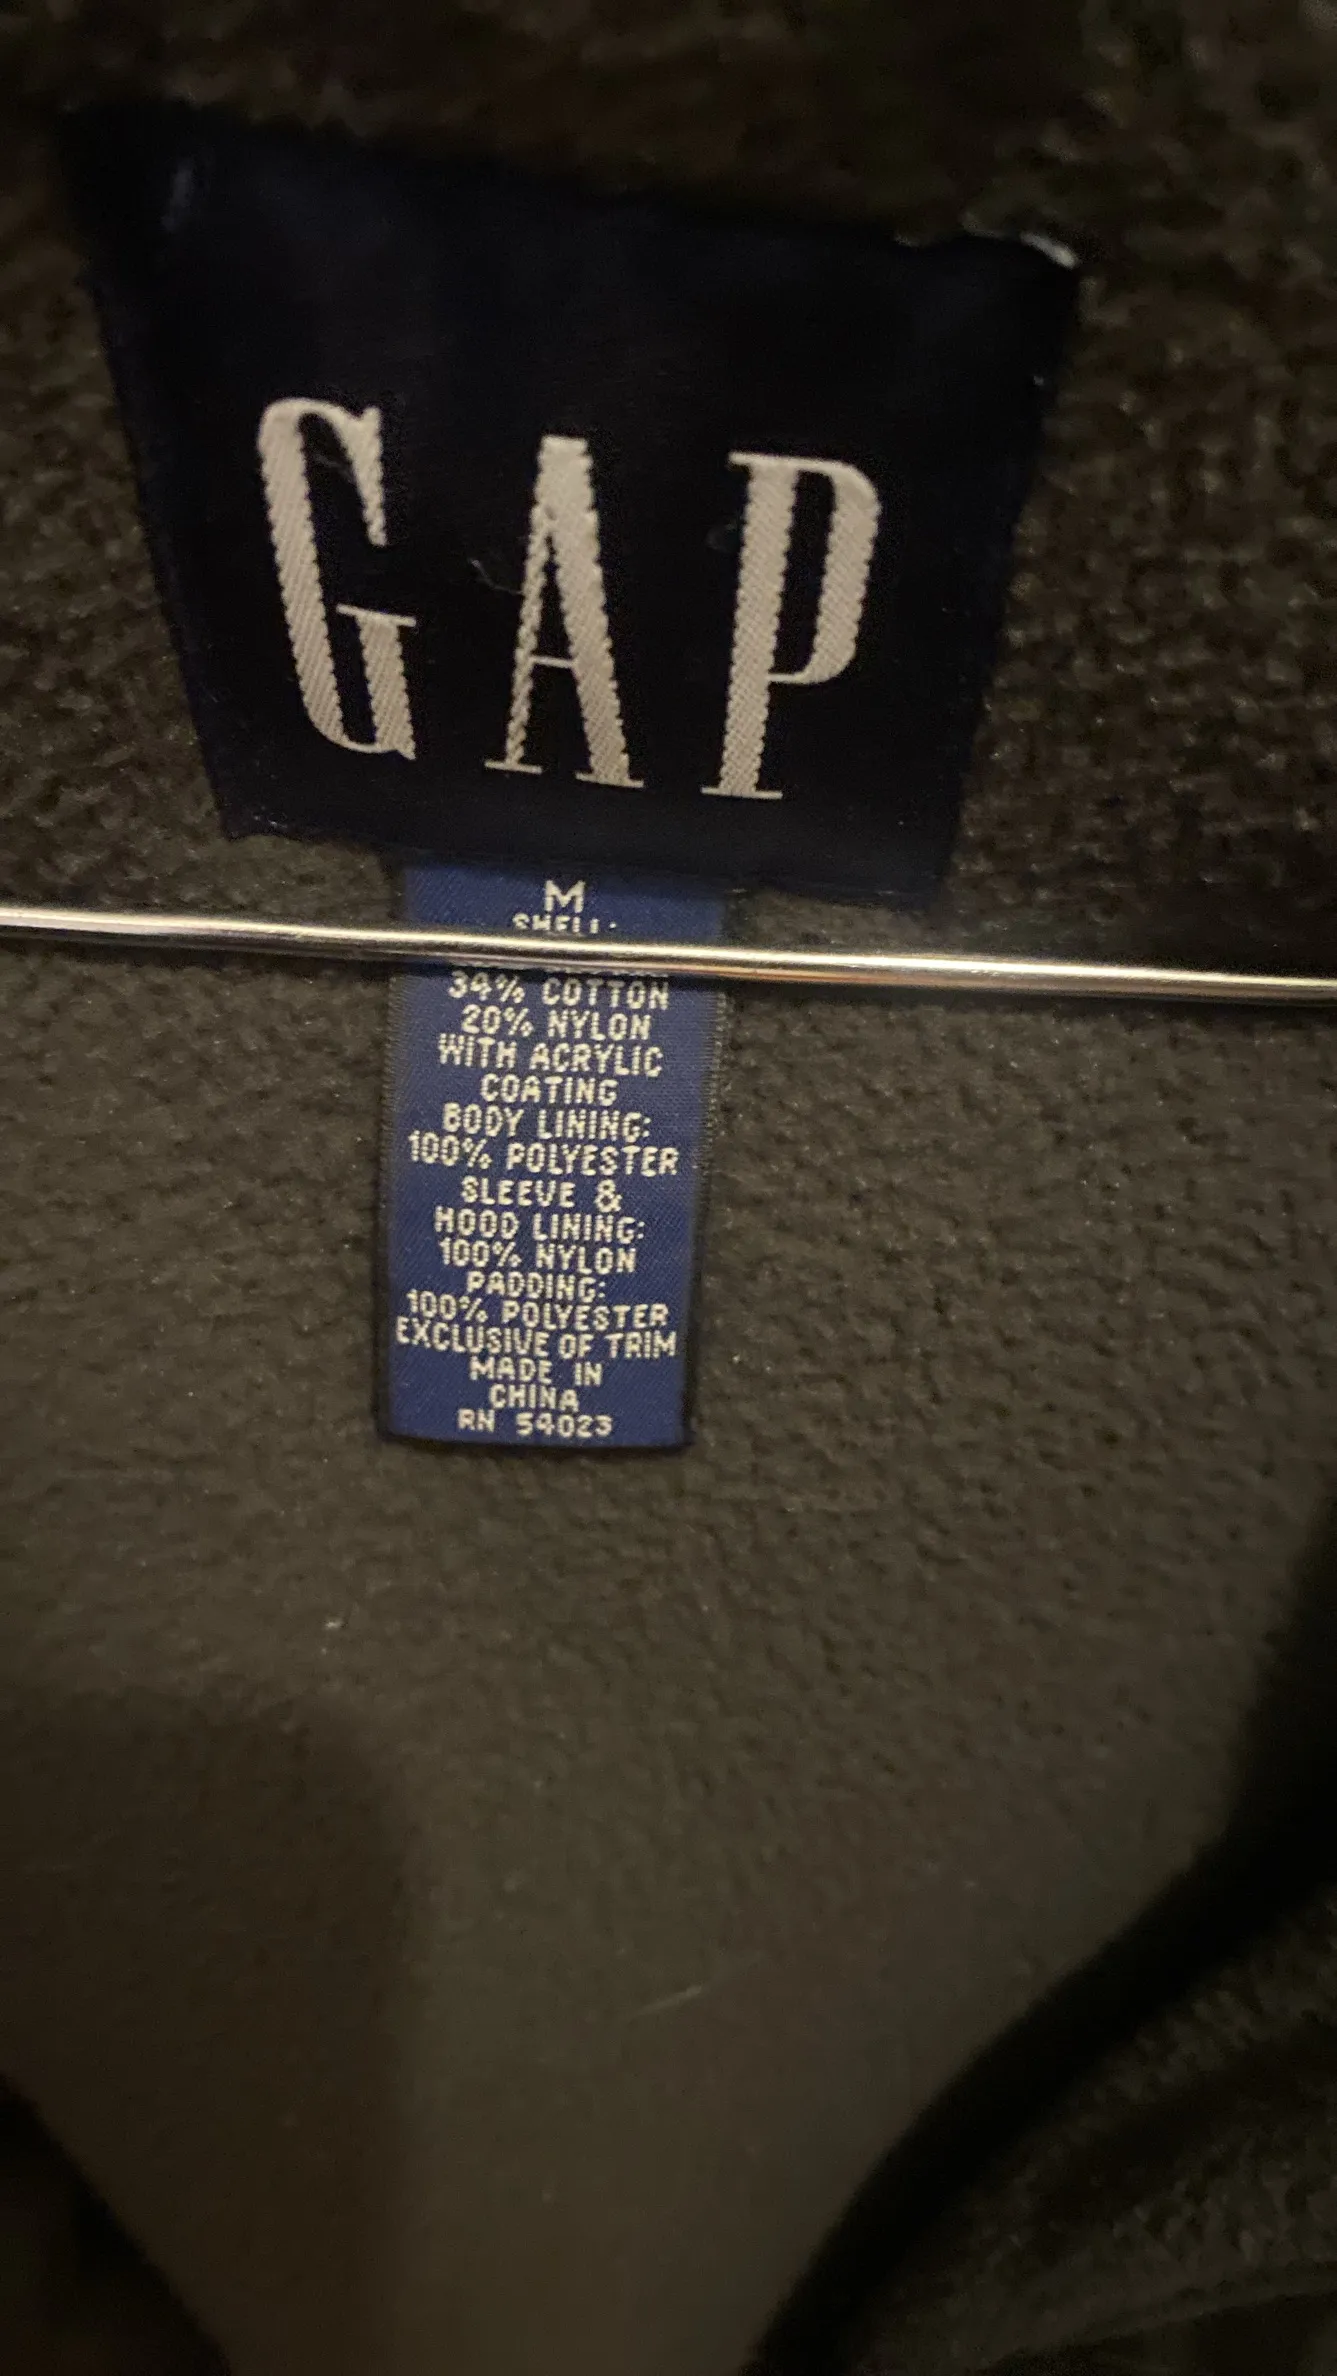 GAP
M
SHELL:
34% COTTON
20% NYLON
WITH ACRYLIC
COATING
BODY LINING:
100% POLYESTER
SLEEVE &
HOOD LINING:
100% NYLON
PADDING:
100% POLYESTER
EXCLUSIVE OF TRIM
MADE IN
CHINA
RN 54023